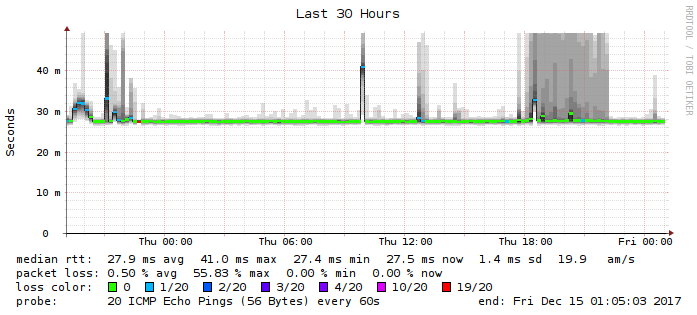 Last 30 Hours
RRDTOOL / TOBI OETIKER
Seconds
40 m
30 m
20 m
10 m
0
Thu 00:00 Thu 06:00 Thu 12:00 Thu 18:00 Fri 00:00
median rtt: 27.9 ms avg 41.0 ms max 27.4 ms min 27.5 ms now 1.4 ms sd 19.9 am/s
packet loss: 0.50 % avg 55.83 % max 0.00 % min 0.00 % now
loss color: 0 1/20 2/20 3/20 4/20 10/20 19/20
probe: 20 ICMP Echo Pings (56 Bytes) every 60s end: Fri Dec 15 01:05:03 2017